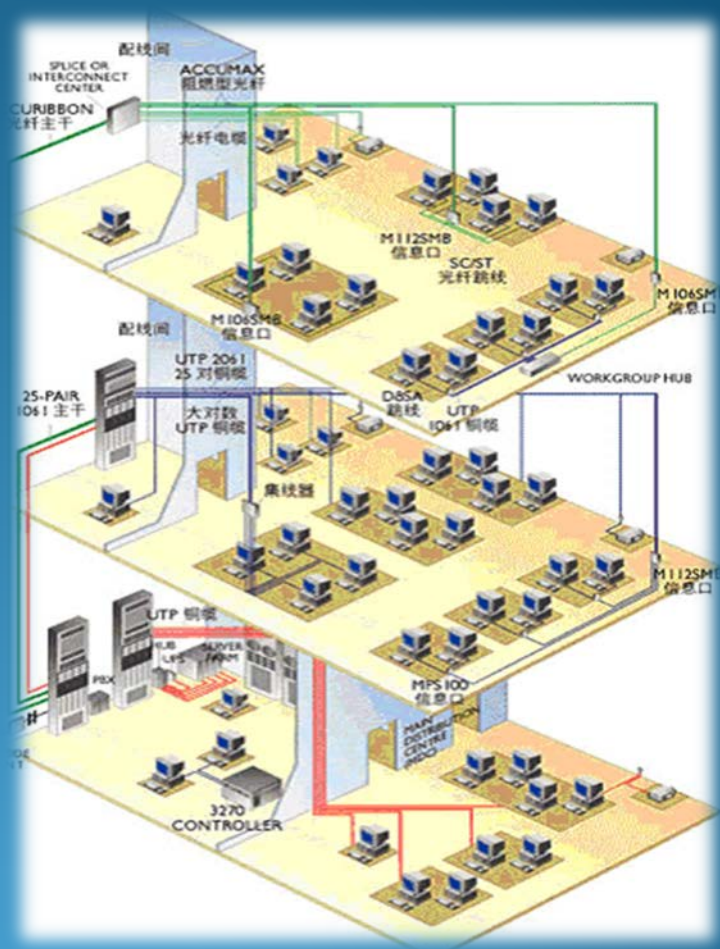 配线间
SPLICE OR
INTERCONNECT
CENTER
ACCUMAX
阻燃型光纤
CURIBBON
光纤主干
光纤电缆
M112SMB
信息口
SC/ST
光纤跳线
M106SMB
信息口
M106SM
信息口
配线间
UTP 2061
25 对铜缆
WORKGROUP HUB
25-PAIR
1061 主干
大对数
UTP 铜缆
D8SA
跳线
UTP
1061 铜缆
集线器
M112SM
信息口
UTP 铜缆
HUB
UPS
SERVER
FARM
PBX
MPS100
信息口
MAIN
DISTRIBUTION
CENTRE
(MDC)
3270
CONTROLLER